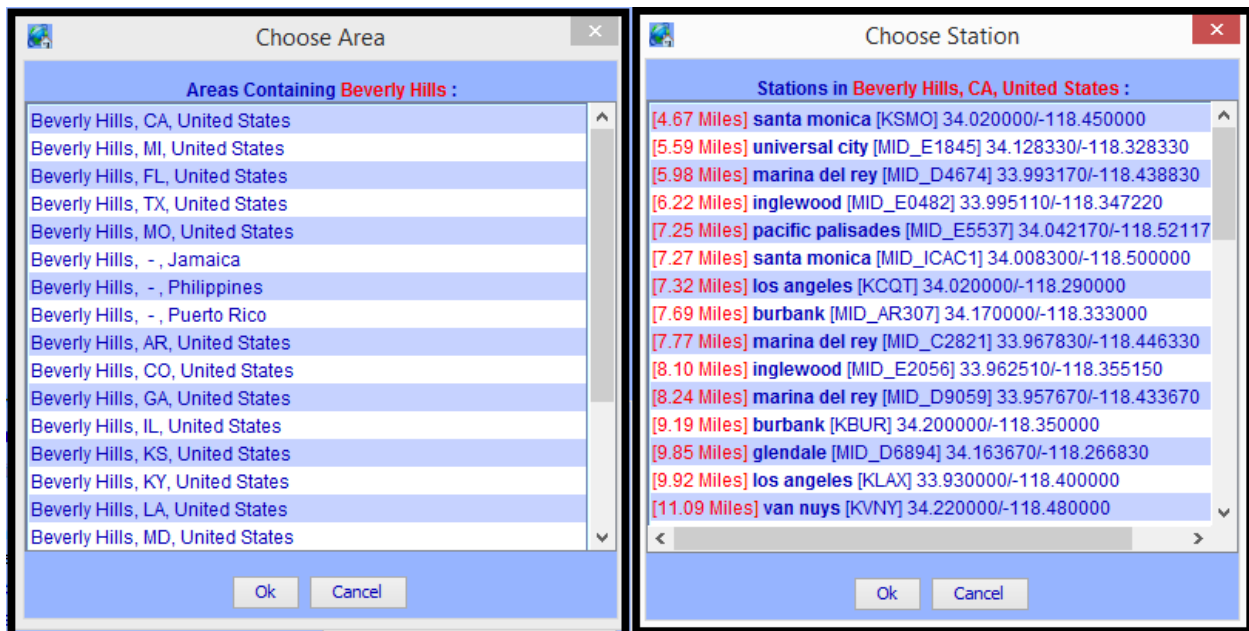 Choose Area
Areas Containing Beverly Hills :
Beverly Hills, CA, United States
Beverly Hills, MI, United States
Beverly Hills, FL, United States
Beverly Hills, TX, United States
Beverly Hills, MO, United States
Beverly Hills, - , Jamaica
Beverly Hills, - , Philippines
Beverly Hills, - , Puerto Rico
Beverly Hills, AR, United States
Beverly Hills, CO, United States
Beverly Hills, GA, United States
Beverly Hills, IL, United States
Beverly Hills, KS, United States
Beverly Hills, KY, United States
Beverly Hills, LA, United States
Beverly Hills, MD, United States
Ok Cancel
Choose Station
Stations in Beverly Hills, CA, United States :
[4.67 Miles] santa monica [KSMO] 34.020000/-118.450000
[5.59 Miles] universal city [MID_E1845] 34.128330/-118.328330
[5.98 Miles] marina del rey [MID_D4674] 33.993170/-118.438830
[6.22 Miles] inglewood [MID_E0482] 33.995110/-118.347220
[7.25 Miles] pacific palisades [MID_E5537] 34.042170/-118.52117
[7.27 Miles] santa monica [MID_ICAC1] 34.008300/-118.500000
[7.32 Miles] los angeles [KCQT] 34.020000/-118.290000
[7.69 Miles] burbank [MID_AR307] 34.170000/-118.333000
[7.77 Miles] marina del rey [MID_C2821] 33.967830/-118.446330
[8.10 Miles] inglewood [MID_E2056] 33.962510/-118.355150
[8.24 Miles] marina del rey [MID_D9059] 33.957670/-118.433670
[9.19 Miles] burbank [KBUR] 34.200000/-118.350000
[9.85 Miles] glendale [MID_D6894] 34.163670/-118.266830
[9.92 Miles] los angeles [KLAX] 33.930000/-118.400000
[11.09 Miles] van nuys [KVNY] 34.220000/-118.480000
Ok Cancel